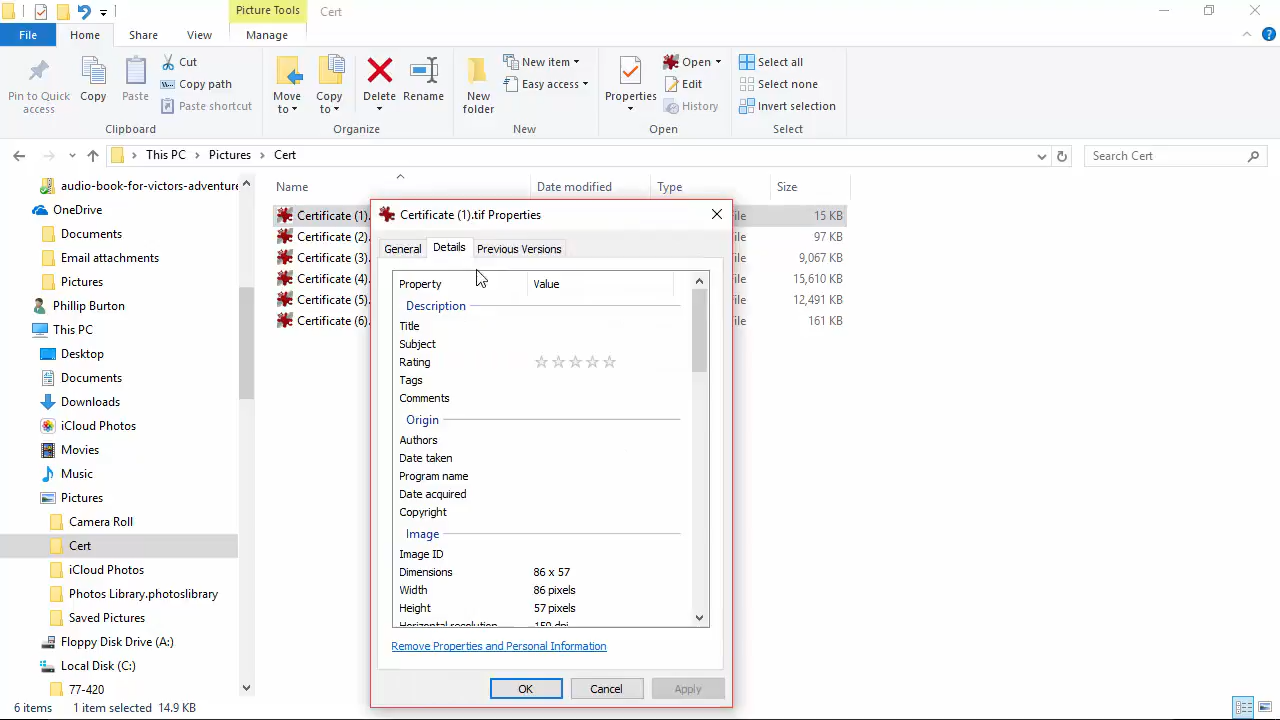 Picture Tools
Cert
File
Home
Share
View
Manage
Pin to Quick access
Copy
Paste
Cut
Copy path
Paste shortcut
Clipboard
Move to
Copy to
Delete
Rename
Organize
New folder
New item
Easy access
New
Properties
Open
Edit
History
Open
Select all
Select none
Invert selection
Select
This PC
Pictures
Cert
Search Cert
audio-book-for-victors-adventure
OneDrive
Documents
Email attachments
Pictures
Phillip Burton
This PC
Desktop
Documents
Downloads
iCloud Photos
Movies
Music
Pictures
Camera Roll
Cert
iCloud Photos
Photos Library.photoslibrary
Saved Pictures
Floppy Disk Drive (A:)
Local Disk (C:)
77-420
Name
Date modified
Type
Size
Certificate (1).
15 KB
Certificate (2).
97 KB
Certificate (3).
9,067 KB
Certificate (4).
15,610 KB
Certificate (5).
12,491 KB
Certificate (6).
161 KB
Certificate (1).tif Properties
General
Details
Previous Versions
Property
Value
Description
Title
Subject
Rating
Tags
Comments
Origin
Authors
Date taken
Program name
Date acquired
Copyright
Image
Image ID
Dimensions
86 x 57
Width
86 pixels
Height
57 pixels
Horizontal resolution
150 dpi
Remove Properties and Personal Information
OK
Cancel
Apply
6 items
1 item selected
14.9 KB